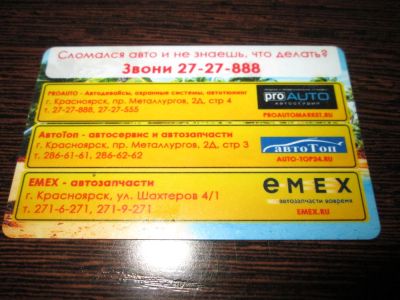 Сломался авто и не знаешь, что делать?
Звони 27-27-888
PROAUTO - Автодевайсы, охранные системы, автотюнинг
г. Красноярск, пр. Металлургов, 2Д, стр 4
т. 27-27-888, 27-27-555
proAUTO
автостудии
PROAUTOMARKET.RU
АвтоТоп - автосервис и автозапчасти
г. Красноярск, пр. Металлургов, 2Д, стр 3
т. 286-61-61, 286-62-62
автоТоп
AUTO-TOP24.RU
EMEX - автозапчасти
г. Красноярск, ул. Шахтеров 4/1
т. 271-6-271, 271-9-271
EMEX
автозапчасти вовремя
EMEX.RU